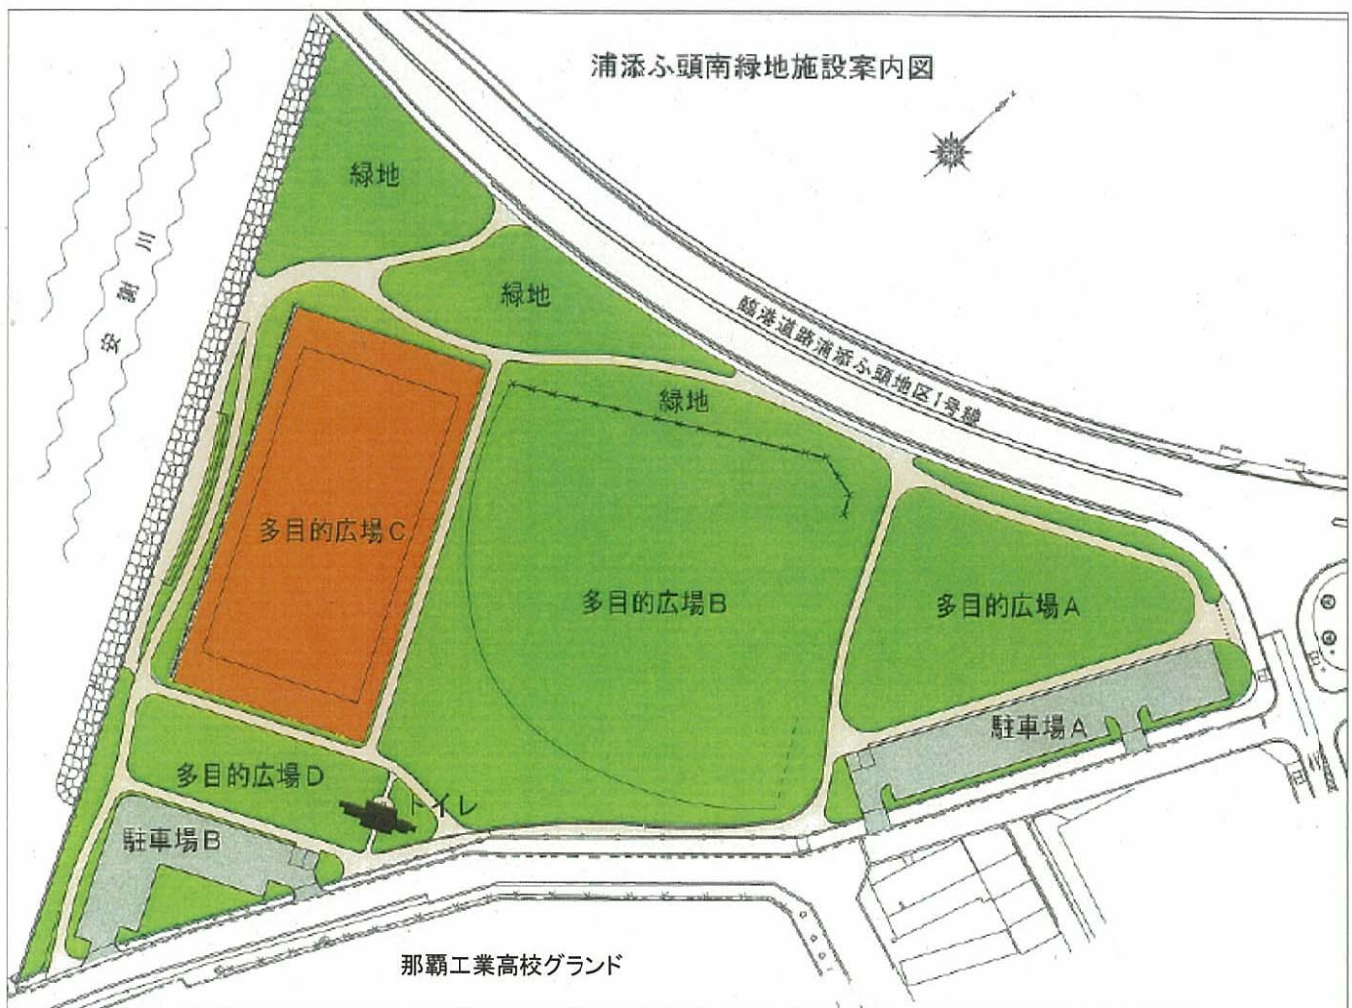 浦添ふ頭南緑地施設案内図
緑地
安謝川
緑地
臨港道路浦添ふ頭地区1号線
緑地
多目的広場C
多目的広場B
多目的広場A
駐車場A
多目的広場D
トイレ
駐車場B
那覇工業高校グランド